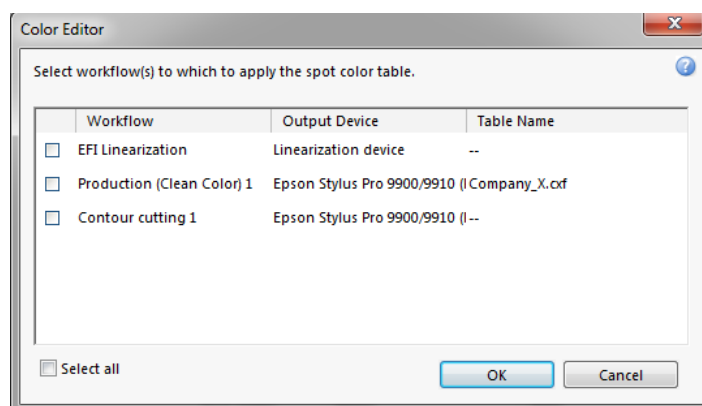 Color Editor
Select workflow(s) to which to apply the spot color table.
Workflow Output Device Table Name
EFI Linearization Linearization device --
Production (Clean Color) 1 Epson Stylus Pro 9900/9910 (I Company_X.cxf
Contour cutting 1 Epson Stylus Pro 9900/9910 (I --
Select all OK Cancel